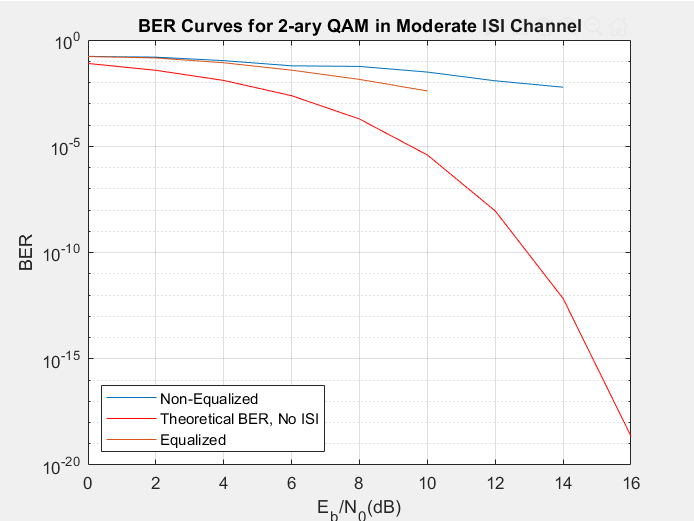 BER Curves for 2-ary QAM in Moderate ISI Channel
10^0
10^-5
10^-10
10^-15
10^-20
BER
Non-Equalized
Theoretical BER, No ISI
Equalized
0 2 4 6 8 10 12 14 16
E_b/N_0(dB)